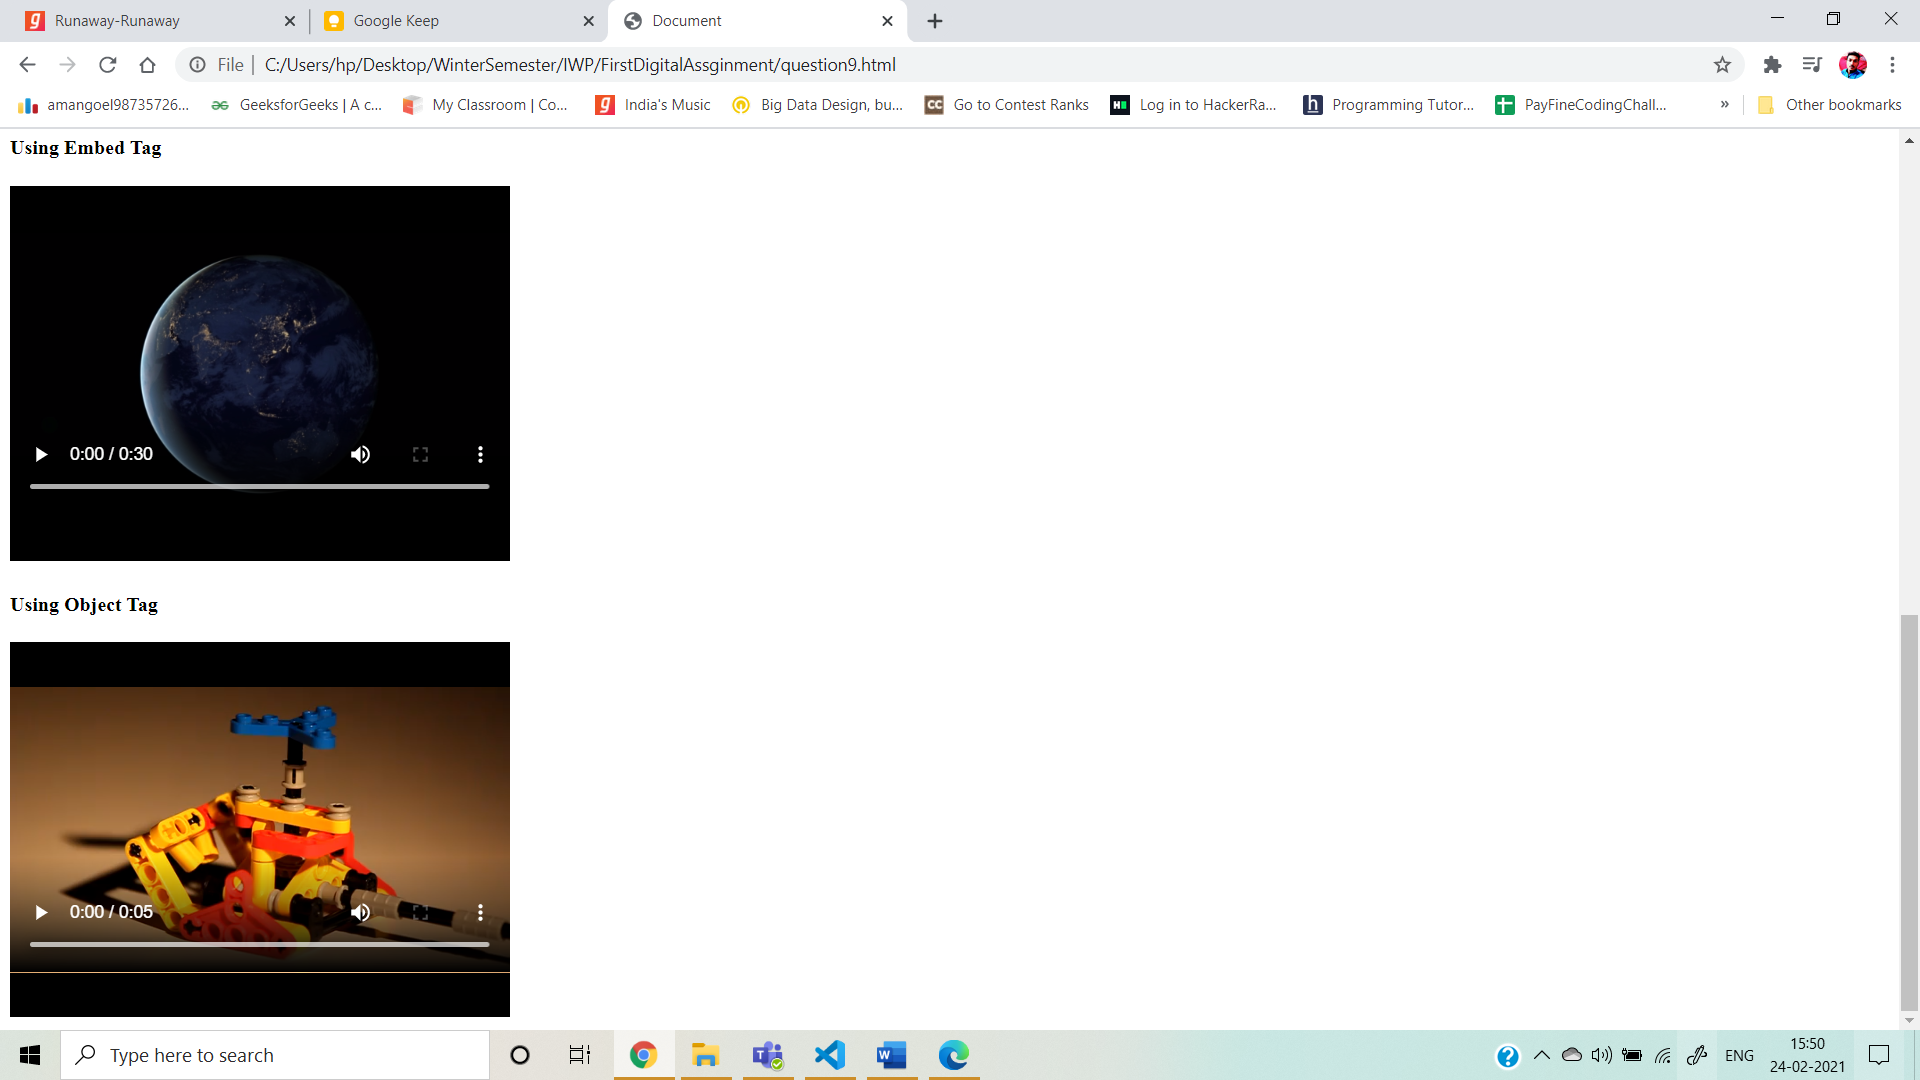 Runaway-Runaway
Google Keep
Document
File | C:/Users/hp/Desktop/WinterSemester/IWP/FirstDigitalAssginment/question9.html
amangoel98735726...
GeeksforGeeks | A c...
My Classroom | Co...
India's Music
Big Data Design, bu...
CC Go to Contest Ranks
Log in to HackerRa...
Programming Tutor...
PayFineCodingChall...
»
Other bookmarks
Using Embed Tag
0:00 / 0:30
Using Object Tag
0:00 / 0:05
Type here to search
ENG
15:50
24-02-2021